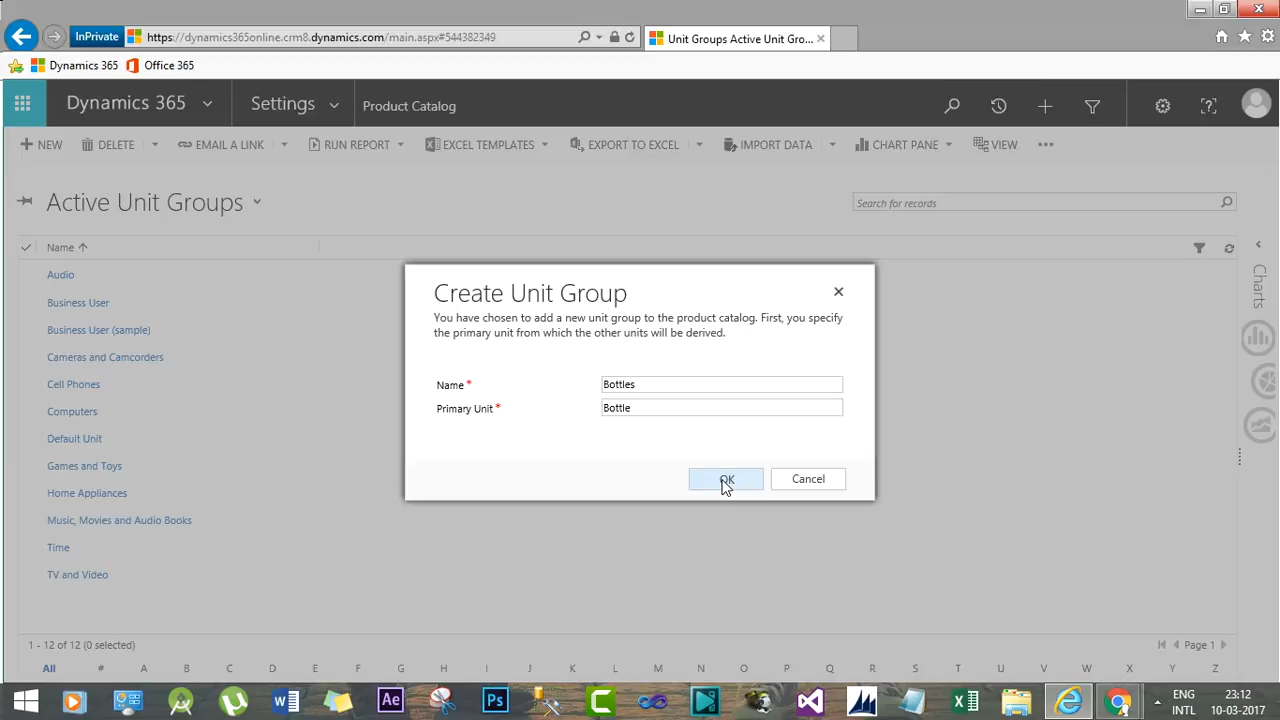 InPrivate
https://dynamics365online.crm8.dynamics.com/main.aspx#544382349
Unit Groups Active Unit Gro...
Dynamics 365
Office 365
Dynamics 365
Settings
Product Catalog
NEW
DELETE
EMAIL A LINK
RUN REPORT
EXCEL TEMPLATES
EXPORT TO EXCEL
IMPORT DATA
CHART PANE
VIEW
Active Unit Groups
Search for records
Name
Charts
Audio
Business User
Business User (sample)
Cameras and Camcorders
Cell Phones
Computers
Default Unit
Games and Toys
Home Appliances
Music, Movies and Audio Books
Time
TV and Video
Create Unit Group
You have chosen to add a new unit group to the product catalog. First, you specify
the primary unit from which the other units will be derived.
Name *
Bottles
Primary Unit *
Bottle
OK
Cancel
1 - 12 of 12 (0 selected)
Page 1
All # A B C D E F G H I J K L M N O P Q R S T U V W X Y Z
Ae
Ps
ENG
INTL
23:12
10-03-2017